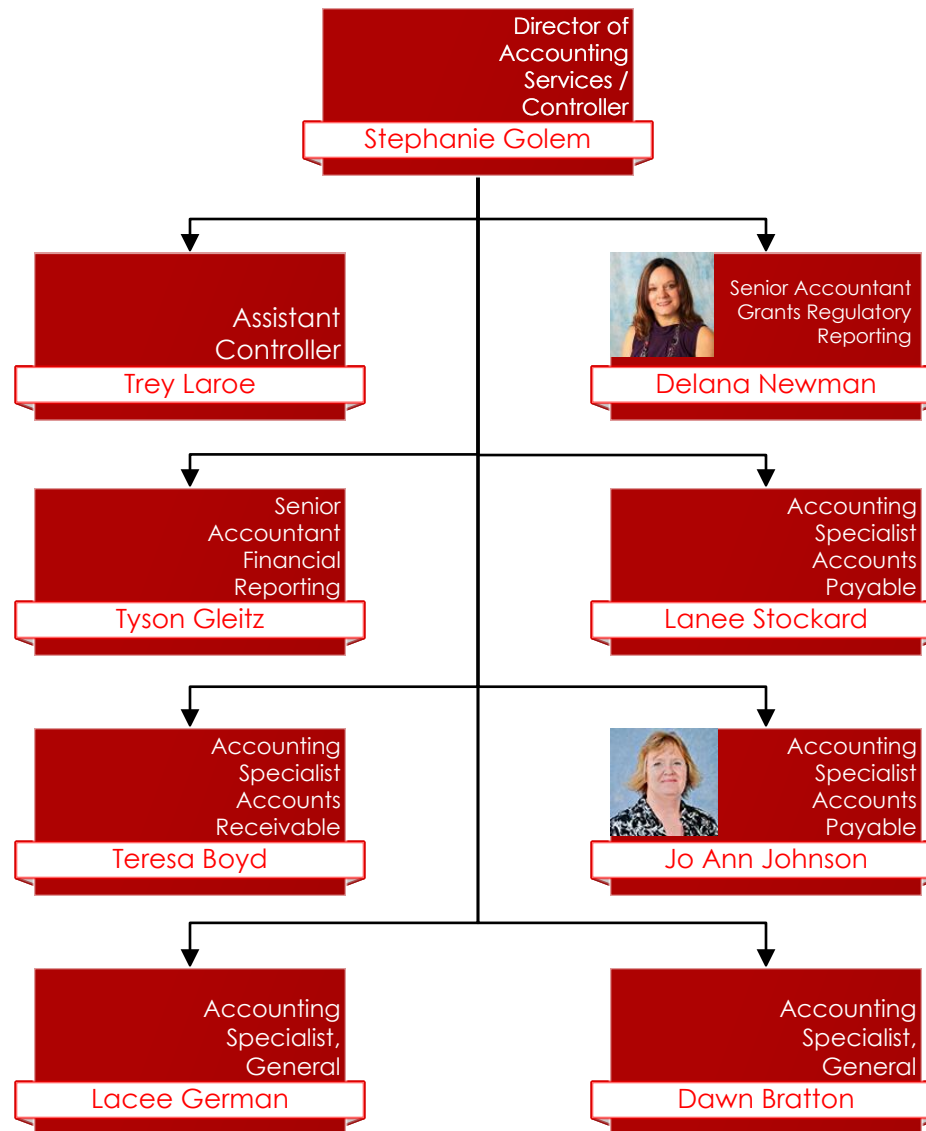 Director of
Accounting
Services /
Controller
Stephanie Golem
Assistant
Controller
Trey Laroe
Senior Accountant
Grants Regulatory
Reporting
Delana Newman
Senior
Accountant
Financial
Reporting
Tyson Gleitz
Accounting
Specialist
Accounts
Payable
Lanee Stockard
Accounting
Specialist
Accounts
Receivable
Teresa Boyd
Accounting
Specialist
Accounts
Payable
Jo Ann Johnson
Accounting
Specialist,
General
Lacee German
Accounting
Specialist,
General
Dawn Bratton